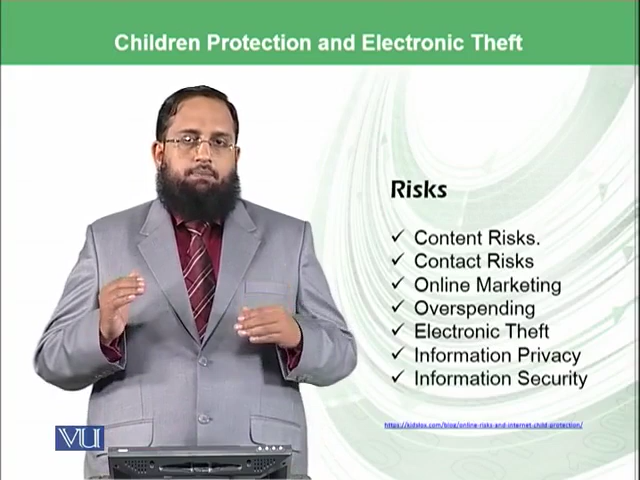 Children Protection and Electronic Theft
Risks
✓ Content Risks.
✓ Contact Risks
✓ Online Marketing
✓ Overspending
✓ Electronic Theft
✓ Information Privacy
✓ Information Security
https://kidslox.com/blog/online-risks-and-internet-child-protection/
VU